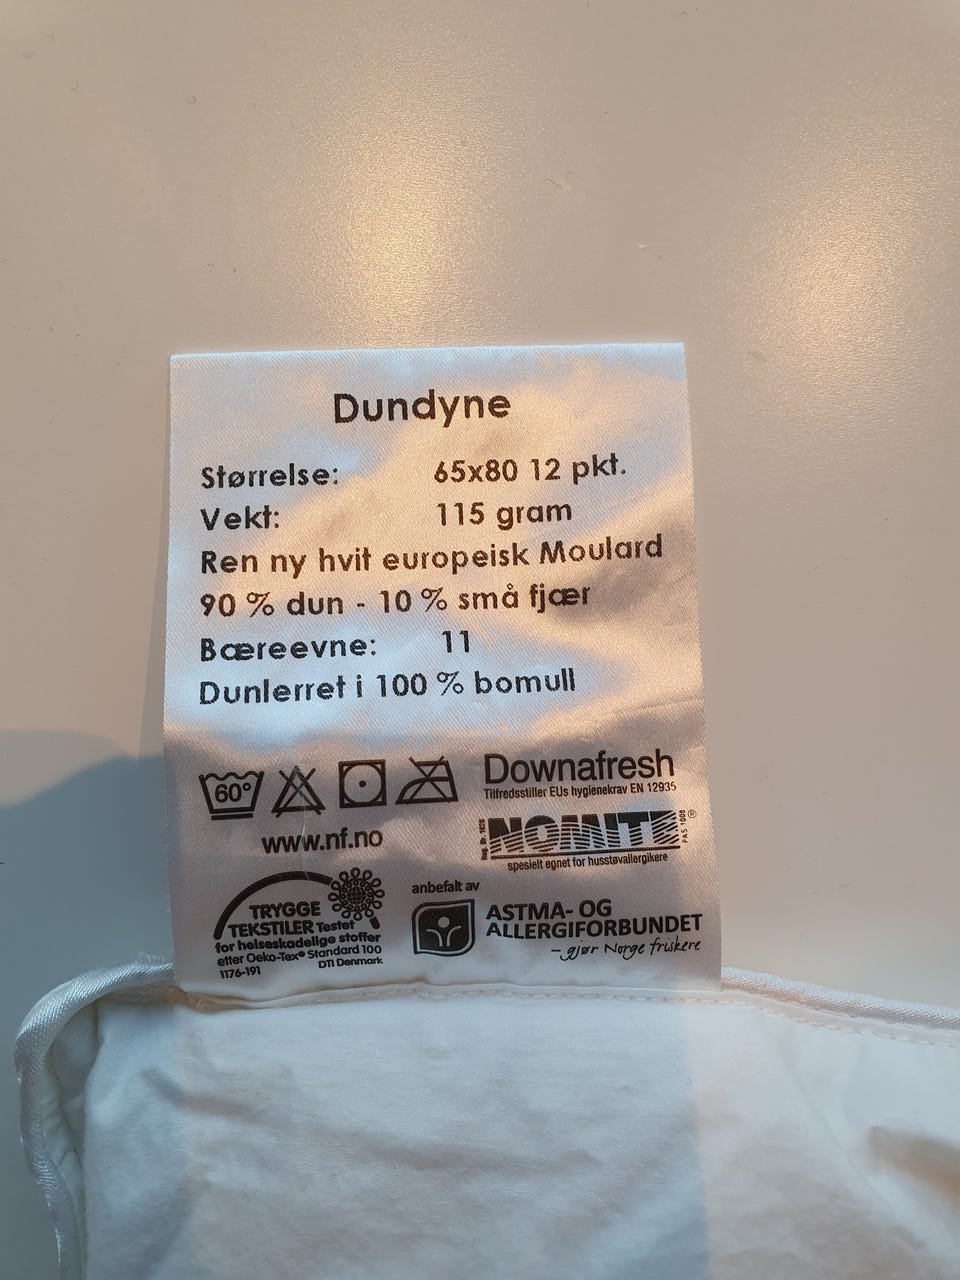 Dundyne
Størrelse: 65x80 12 pkt.
Vekt: 115 gram
Ren ny hvit europeisk Moulard
90 % dun - 10 % små fjær
Bæreevne: 11
Dunlerret i 100 % bomull
60°
Downafresh
Tilfredsstiller EUs hygienekrav EN 12935
www.nf.no
NOMITE ®
PAS 1008
spesielt egnet for husstøvallergikere
TRYGGE
TEKSTILER Testet
for helseskadelige stoffer
etter Oeko-Tex® Standard 100
1176-191 DTI Denmark
anbefalt av
ASTMA- OG
ALLERGIFORBUNDET
– gjør Norge friskere